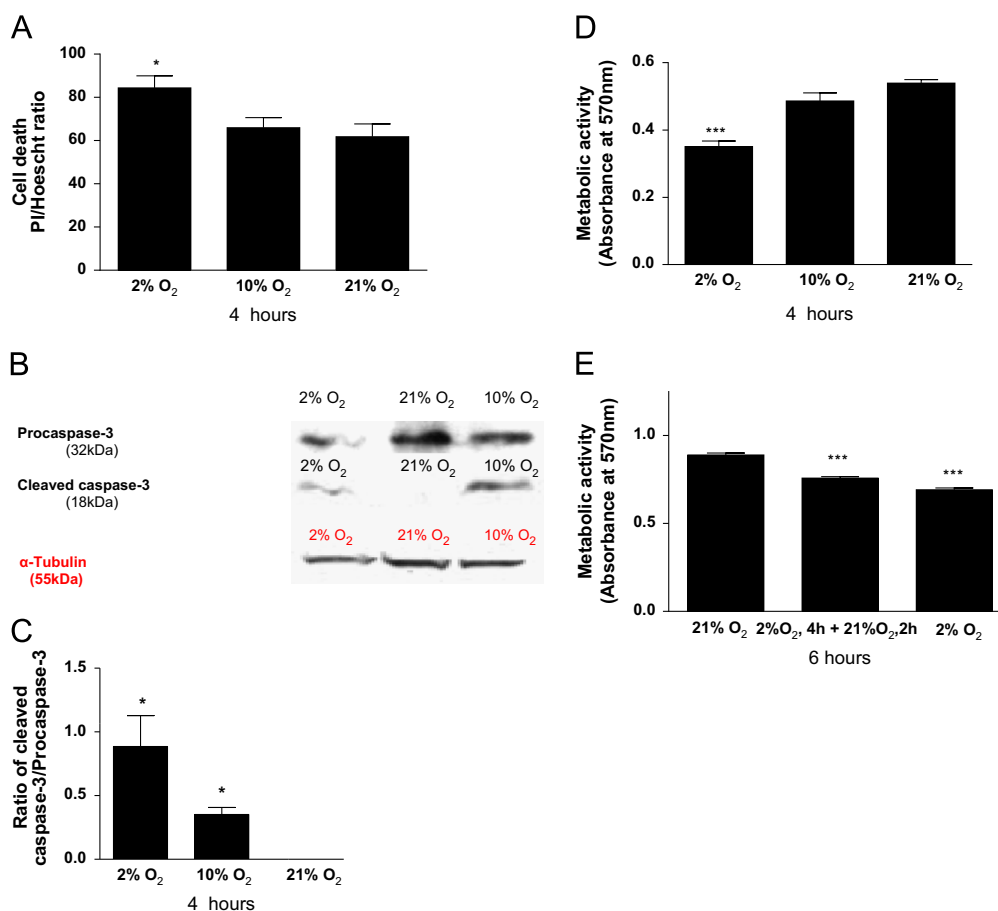 A
Cell death
PI/Hoescht ratio
100
80
60
40
20
0
*
2% O2
10% O2
21% O2
4 hours
B
2% O2
21% O2
10% O2
Procaspase-3
(32kDa)
2% O2
21% O2
10% O2
Cleaved caspase-3
(18kDa)
2% O2
21% O2
10% O2
α-Tubulin
(55kDa)
C
Ratio of cleaved
caspase-3/Procaspase-3
1.5
1.0
0.5
0.0
*
*
2% O2
10% O2
21% O2
4 hours
D
Metabolic activity
(Absorbance at 570nm)
0.6
0.4
0.2
0.0
***
2% O2
10% O2
21% O2
4 hours
E
Metabolic activity
(Absorbance at 570nm)
1.0
0.5
0.0
***
***
21% O2
2%O2, 4h + 21%O2,2h
2% O2
6 hours